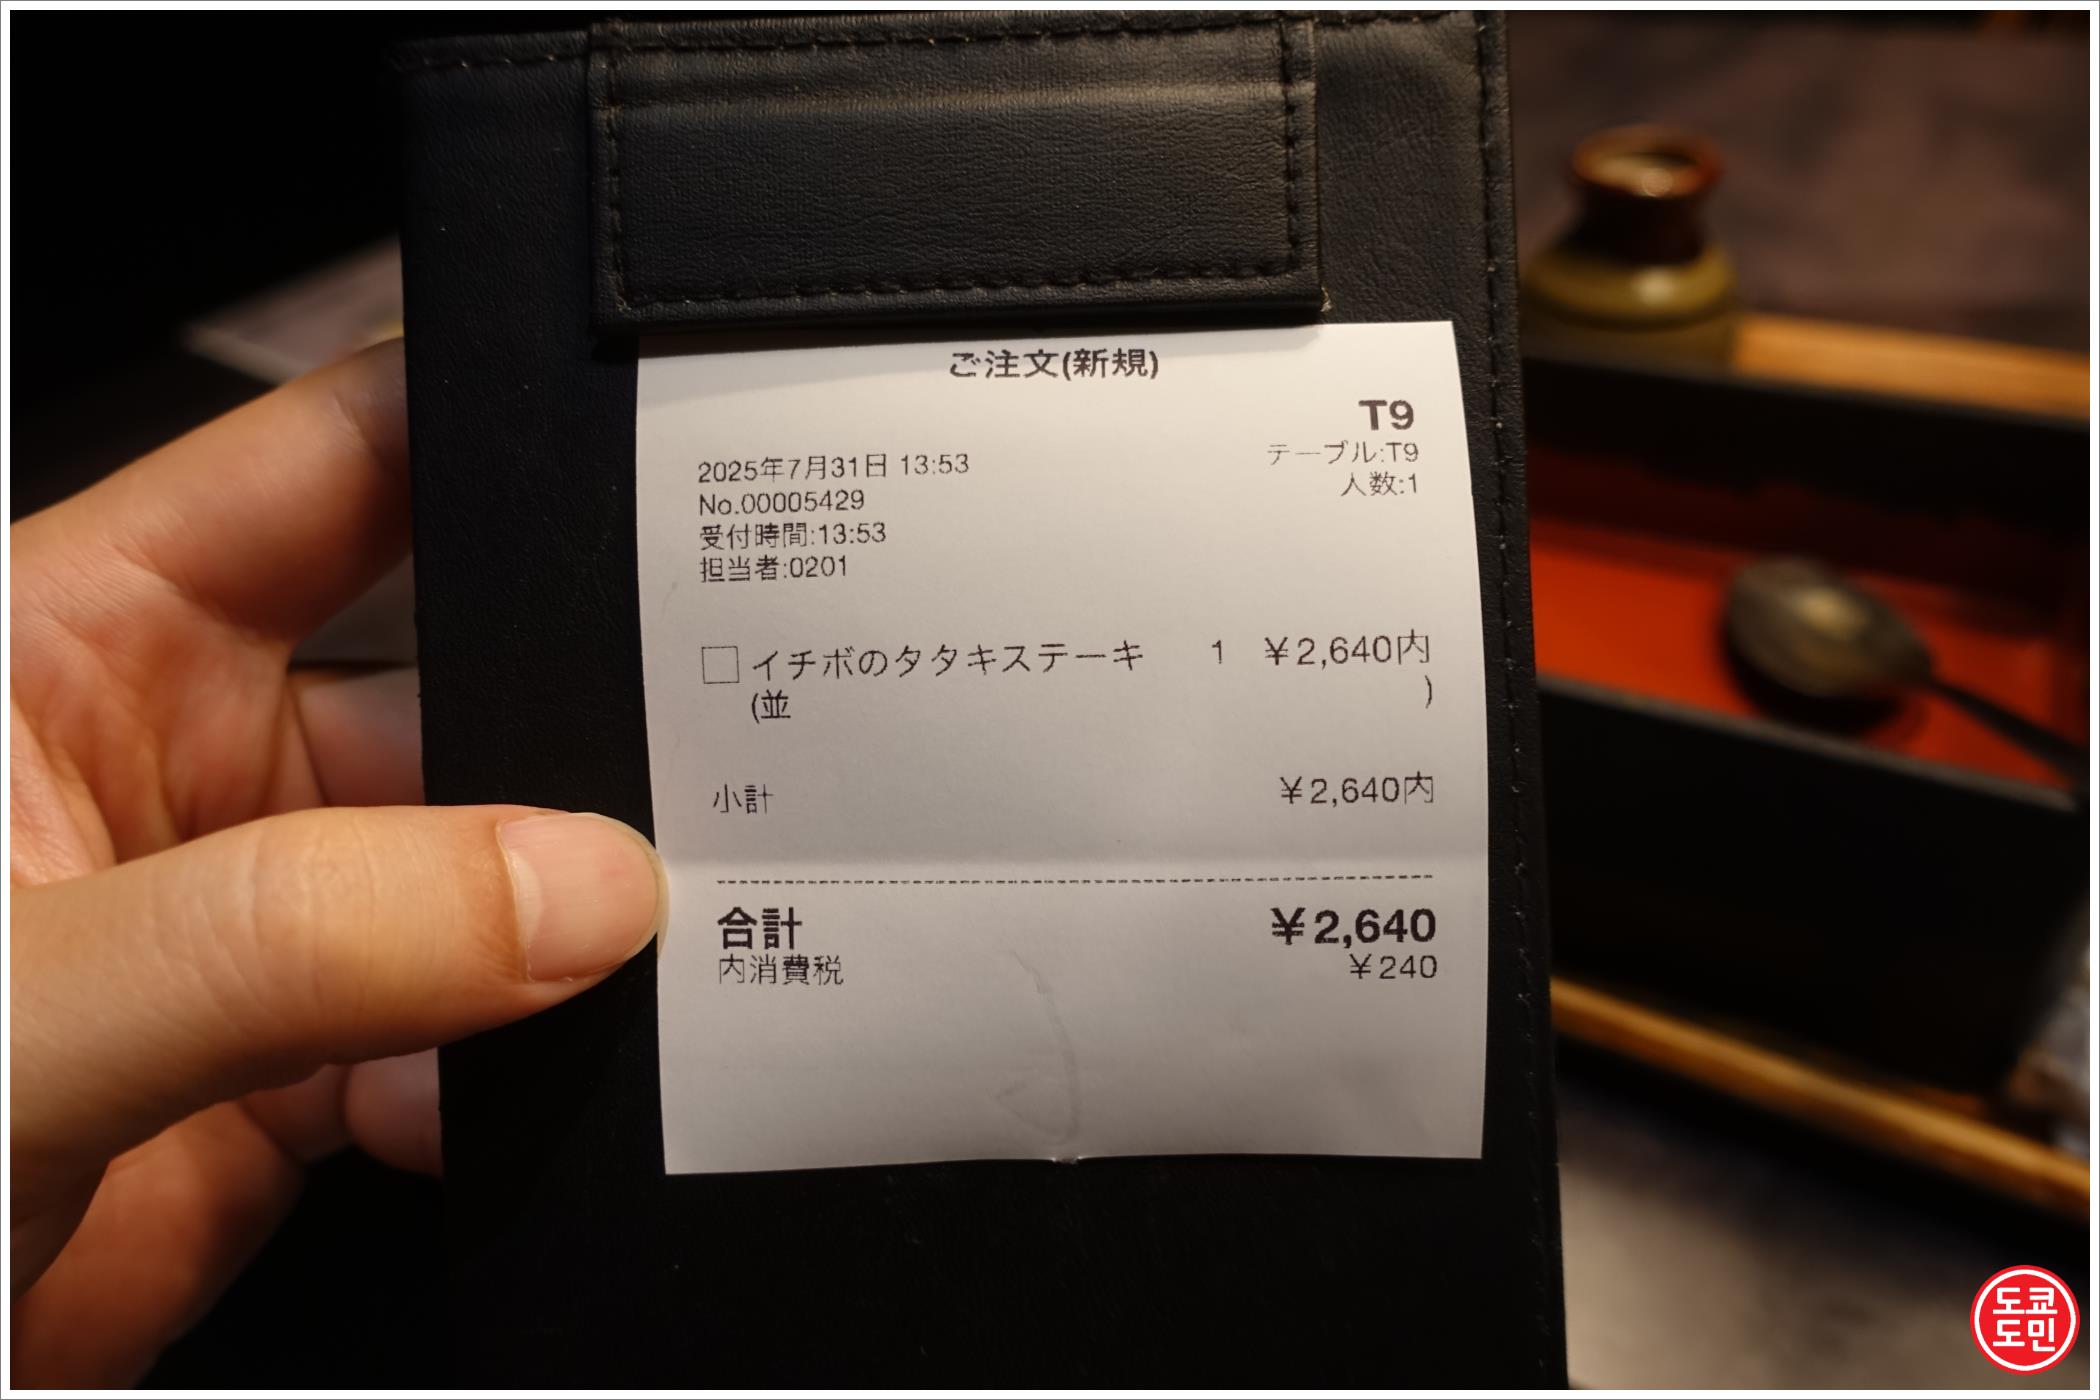 ご注文(新規)
T9
テーブル:T9
人数:1
2025年7月31日 13:53
No.00005429
受付時間:13:53
担当者:0201
イチボのタタキステーキ 1 ¥2,640内
(並 )
小計 ¥2,640内
合計 ¥2,640
内消費税 ¥240
도쿄
도민